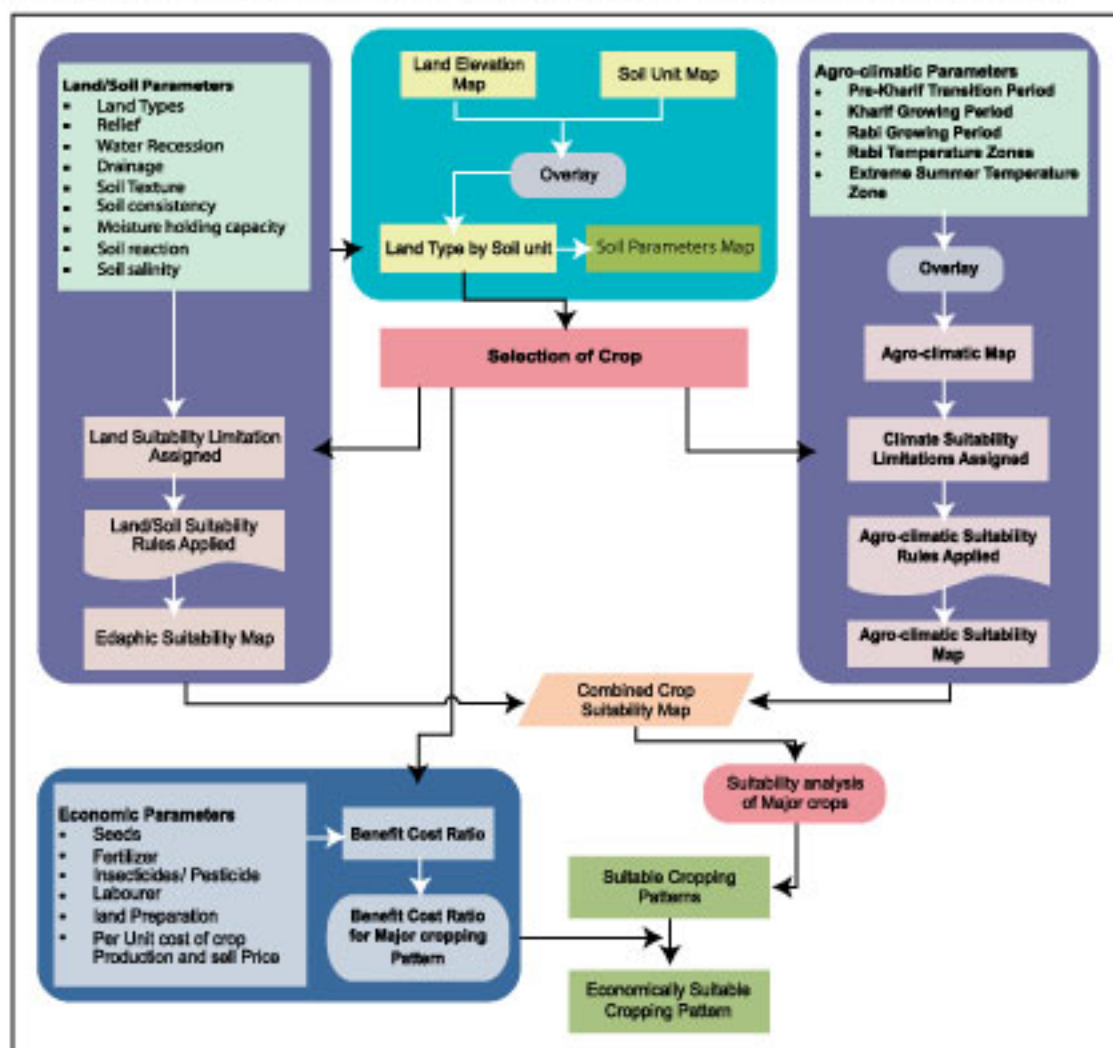 Land/Soil Parameters
Land Types
Relief
Water Recession
Drainage
Soil Texture
Soil consistency
Moisture holding capacity
Soil reaction
Soil salinity
Land Suitability Limitation
Assigned
Land/Soil Suitability
Rules Applied
Edaphic Suitability Map
Land Elevation
Map
Soil Unit Map
Overlay
Land Type by Soil unit
Soil Parameters Map
Selection of Crop
Agro-climatic Parameters
Pre-Kharif Transition Period
Kharif Growing Period
Rabi Growing Period
Rabi Temperature Zones
Extreme Summer Temperature
Zone
Overlay
Agro-climatic Map
Climate Suitability
Limitations Assigned
Agro-climatic Suitability
Rules Applied
Agro-climatic Suitability
Map
Combined Crop
Suitability Map
Suitability analysis
of Major crops
Economic Parameters
Seeds
Fertilizer
Insecticides/ Pesticide
Labourer
land Preparation
Per Unit cost of crop
Production and sell Price
Benefit Cost Ratio
Benefit Cost Ratio
for Major cropping
Pattern
Suitable Cropping
Patterns
Economically Suitable
Cropping Pattern